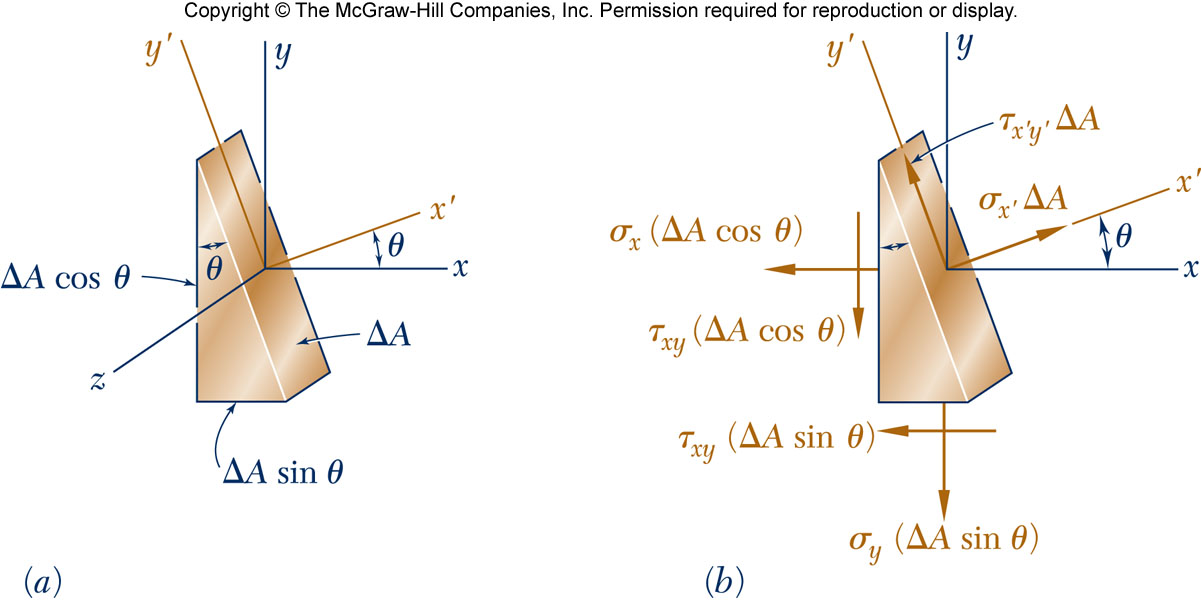 Copyright © The McGraw-Hill Companies, Inc. Permission required for reproduction or display.
y′
y
x′
θ
x
θ
ΔA cos θ
ΔA
z
ΔA sin θ
(a)
y′
y
τx′y′ ΔA
x′
σx′ ΔA
σx (ΔA cos θ)
θ
x
τxy (ΔA cos θ)
τxy (ΔA sin θ)
σy (ΔA sin θ)
(b)